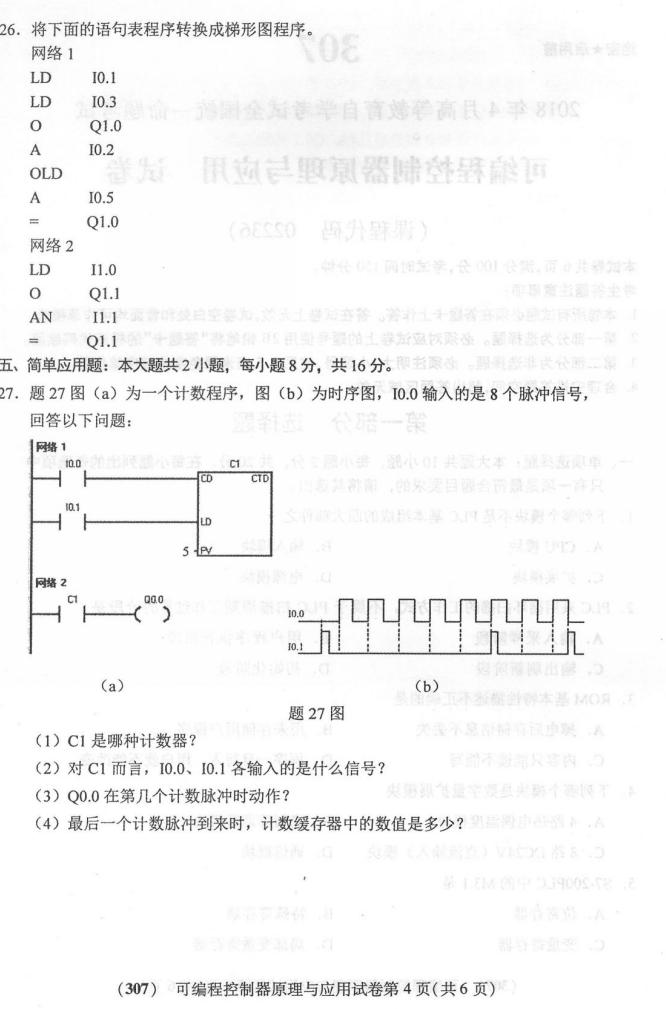 26．将下面的语句表程序转换成梯形图程序。
网络 1
LD I0.1
LD I0.3
O Q1.0
A I0.2
OLD
A I0.5
= Q1.0
网络 2
LD I1.0
O Q1.1
AN I1.1
= Q1.1
五、简单应用题：本大题共 2 小题，每小题 8 分，共 16 分。
27．题 27 图（a）为一个计数程序，图（b）为时序图，I0.0 输入的是 8 个脉冲信号，
回答以下问题：
网络 1
I0.0 C1
CD CTD
I0.1
LD
5 PV
网络 2
C1 Q0.0
I0.0
I0.1
（a） （b）
题 27 图
（1）C1 是哪种计数器？
（2）对 C1 而言，I0.0、I0.1 各输入的是什么信号？
（3）Q0.0 在第几个计数脉冲时动作？
（4）最后一个计数脉冲到来时，计数缓存器中的数值是多少？
（307） 可编程控制器原理与应用试卷第 4 页（共 6 页）